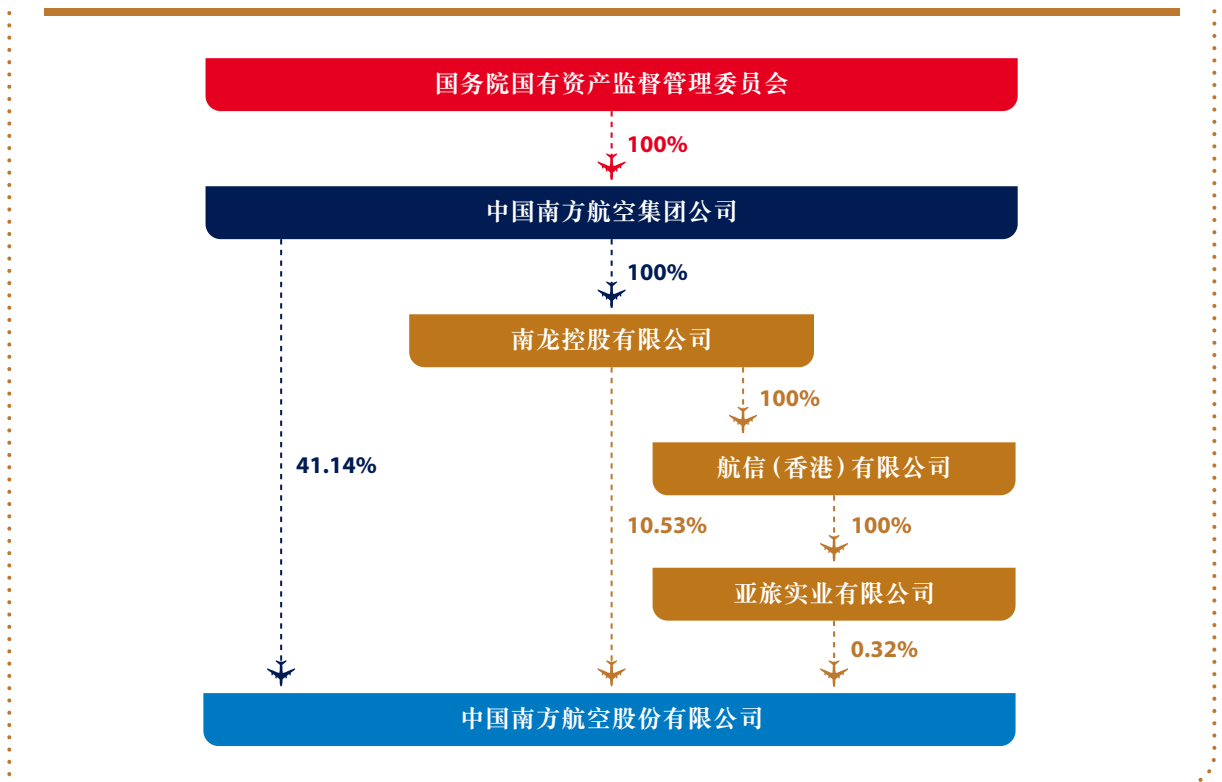 国务院国有资产监督管理委员会
100%
中国南方航空集团公司
100%
南龙控股有限公司
100%
41.14%
航信(香港)有限公司
10.53%
100%
亚旅实业有限公司
0.32%
中国南方航空股份有限公司